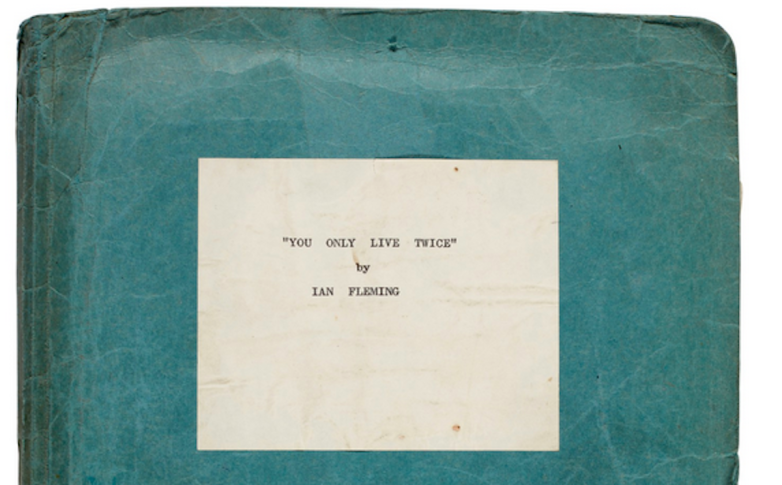 "YOU ONLY LIVE TWICE"
by
IAN FLEMING